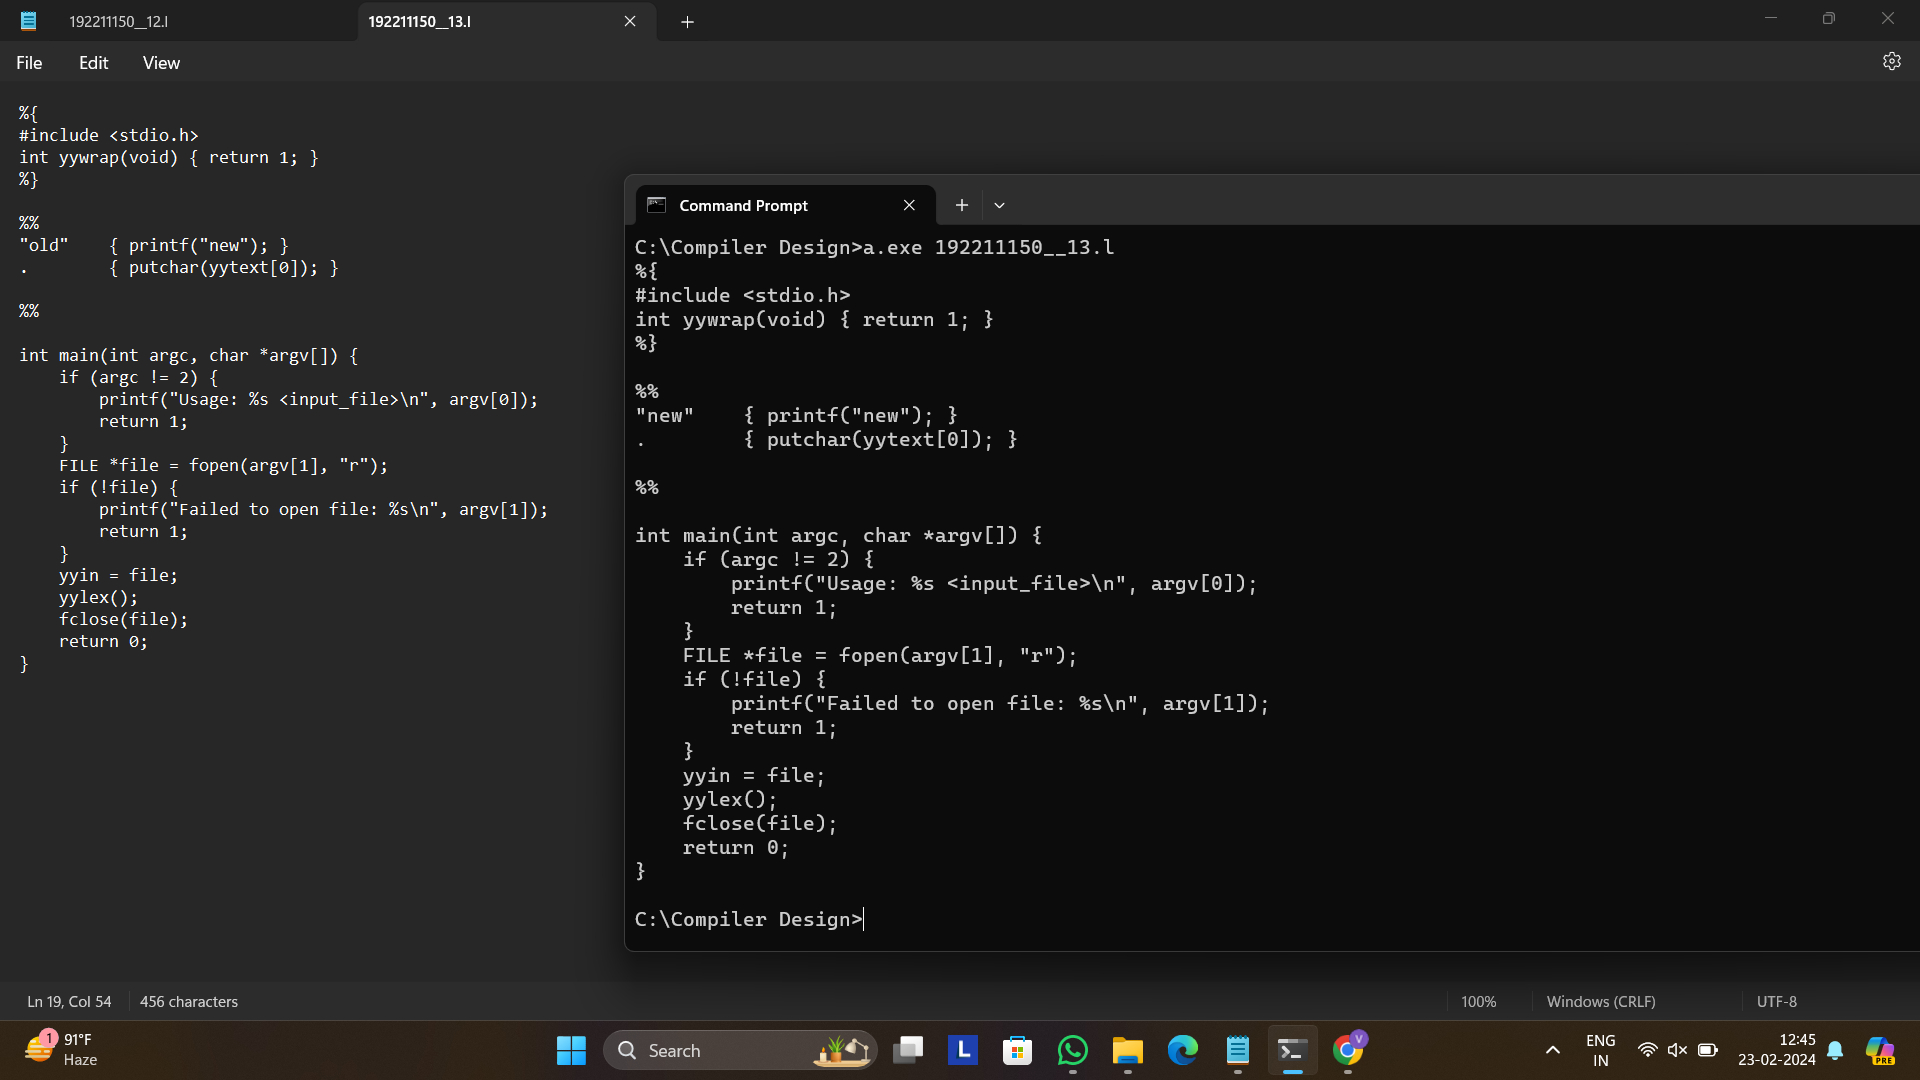 192211150__12.l
192211150__13.l
File Edit View
%{
#include <stdio.h>
int yywrap(void) { return 1; }
%}
%%
"old"    { printf("new"); }
.        { putchar(yytext[0]); }
%%
int main(int argc, char *argv[]) {
    if (argc != 2) {
        printf("Usage: %s <input_file>\n", argv[0]);
        return 1;
    }
    FILE *file = fopen(argv[1], "r");
    if (!file) {
        printf("Failed to open file: %s\n", argv[1]);
        return 1;
    }
    yyin = file;
    yylex();
    fclose(file);
    return 0;
}
Command Prompt
C:\Compiler Design>a.exe 192211150__13.l
%{
#include <stdio.h>
int yywrap(void) { return 1; }
%}
%%
"new"    { printf("new"); }
.        { putchar(yytext[0]); }
%%
int main(int argc, char *argv[]) {
    if (argc != 2) {
        printf("Usage: %s <input_file>\n", argv[0]);
        return 1;
    }
    FILE *file = fopen(argv[1], "r");
    if (!file) {
        printf("Failed to open file: %s\n", argv[1]);
        return 1;
    }
    yyin = file;
    yylex();
    fclose(file);
    return 0;
}
C:\Compiler Design>
Ln 19, Col 54 456 characters 100% Windows (CRLF) UTF-8
1
91°F
Haze
Search
L
V
ENG
IN
12:45
23-02-2024
PRE